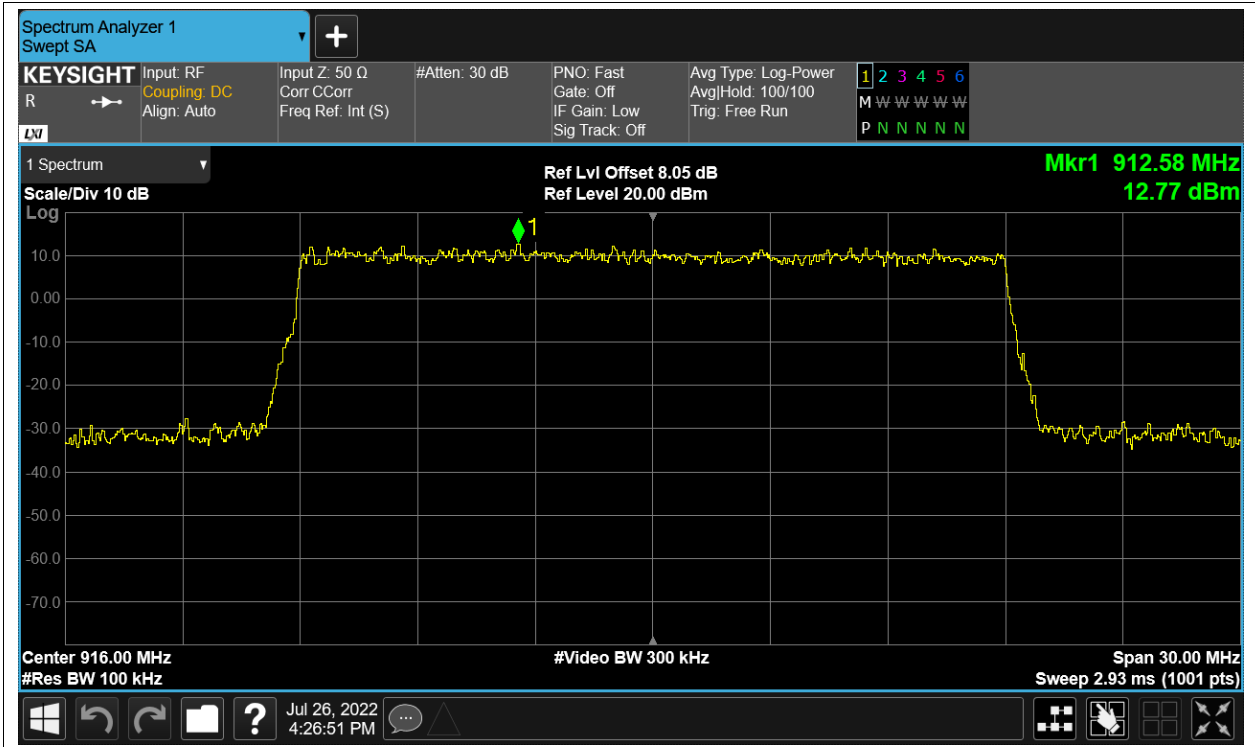 Spectrum Analyzer 1
Swept SA
KEYSIGHT
R
LXI
Input: RF
Coupling: DC
Align: Auto
Input Z: 50 Ω
Corr CCorr
Freq Ref: Int (S)
#Atten: 30 dB
PNO: Fast
Gate: Off
IF Gain: Low
Sig Track: Off
Avg Type: Log-Power
Avg|Hold: 100/100
Trig: Free Run
1 2 3 4 5 6
M W W W W W
P N N N N N
1 Spectrum
Scale/Div 10 dB
Ref Lvl Offset 8.05 dB
Ref Level 20.00 dBm
Mkr1 912.58 MHz
12.77 dBm
Log
1
10.0
0.00
-10.0
-20.0
-30.0
-40.0
-50.0
-60.0
-70.0
Center 916.00 MHz
#Video BW 300 kHz
Span 30.00 MHz
#Res BW 100 kHz
Sweep 2.93 ms (1001 pts)
?
Jul 26, 2022
4:26:51 PM